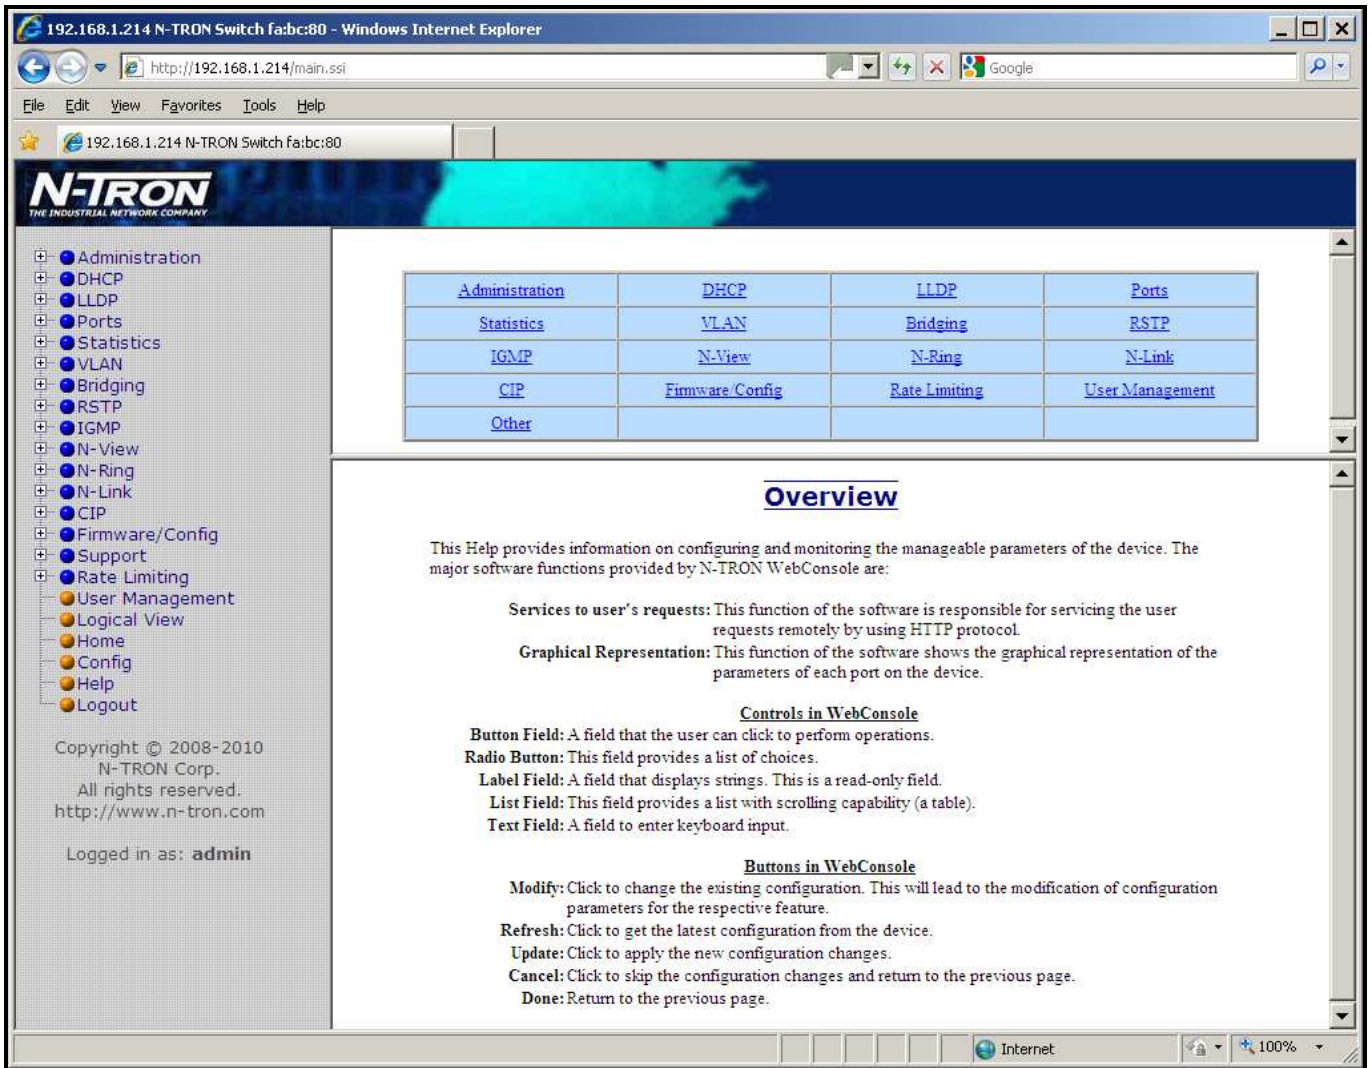 192.168.1.214 N-TRON Switch fa:bc:80 - Windows Internet Explorer
http://192.168.1.214/main.ssi
Google
File Edit View Favorites Tools Help
192.168.1.214 N-TRON Switch fa:bc:80
N-TRON
THE INDUSTRIAL NETWORK COMPANY
Administration
DHCP
LLDP
Ports
Statistics
VLAN
Bridging
RSTP
IGMP
N-View
N-Ring
N-Link
CIP
Firmware/Config
Support
Rate Limiting
User Management
Logical View
Home
Config
Help
Logout
Copyright © 2008-2010
N-TRON Corp.
All rights reserved.
http://www.n-tron.com
Logged in as: admin
Administration DHCP LLDP Ports
Statistics VLAN Bridging RSTP
IGMP N-View N-Ring N-Link
CIP Firmware/Config Rate Limiting User Management
Other
Overview
This Help provides information on configuring and monitoring the manageable parameters of the device. The
major software functions provided by N-TRON WebConsole are:
Services to user's requests: This function of the software is responsible for servicing the user
requests remotely by using HTTP protocol.
Graphical Representation: This function of the software shows the graphical representation of the
parameters of each port on the device.
Controls in WebConsole
Button Field: A field that the user can click to perform operations.
Radio Button: This field provides a list of choices.
Label Field: A field that displays strings. This is a read-only field.
List Field: This field provides a list with scrolling capability (a table).
Text Field: A field to enter keyboard input.
Buttons in WebConsole
Modify: Click to change the existing configuration. This will lead to the modification of configuration
parameters for the respective feature.
Refresh: Click to get the latest configuration from the device.
Update: Click to apply the new configuration changes.
Cancel: Click to skip the configuration changes and return to the previous page.
Done: Return to the previous page.
Internet
100%